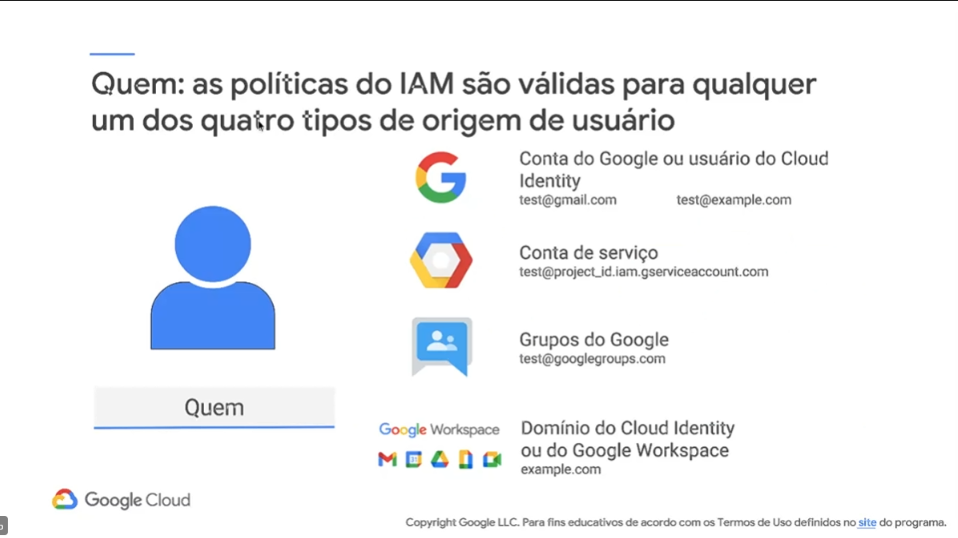 Quem: as políticas do IAM são válidas para qualquer
um dos quatro tipos de origem de usuário
Conta do Google ou usuário do Cloud
Identity
test@gmail.com test@example.com
Conta de serviço
test@project_id.iam.gserviceaccount.com
Grupos do Google
test@googlegroups.com
Quem
Google Workspace
Domínio do Cloud Identity
ou do Google Workspace
example.com
Google Cloud
Copyright Google LLC. Para fins educativos de acordo com os Termos de Uso definidos no site do programa.